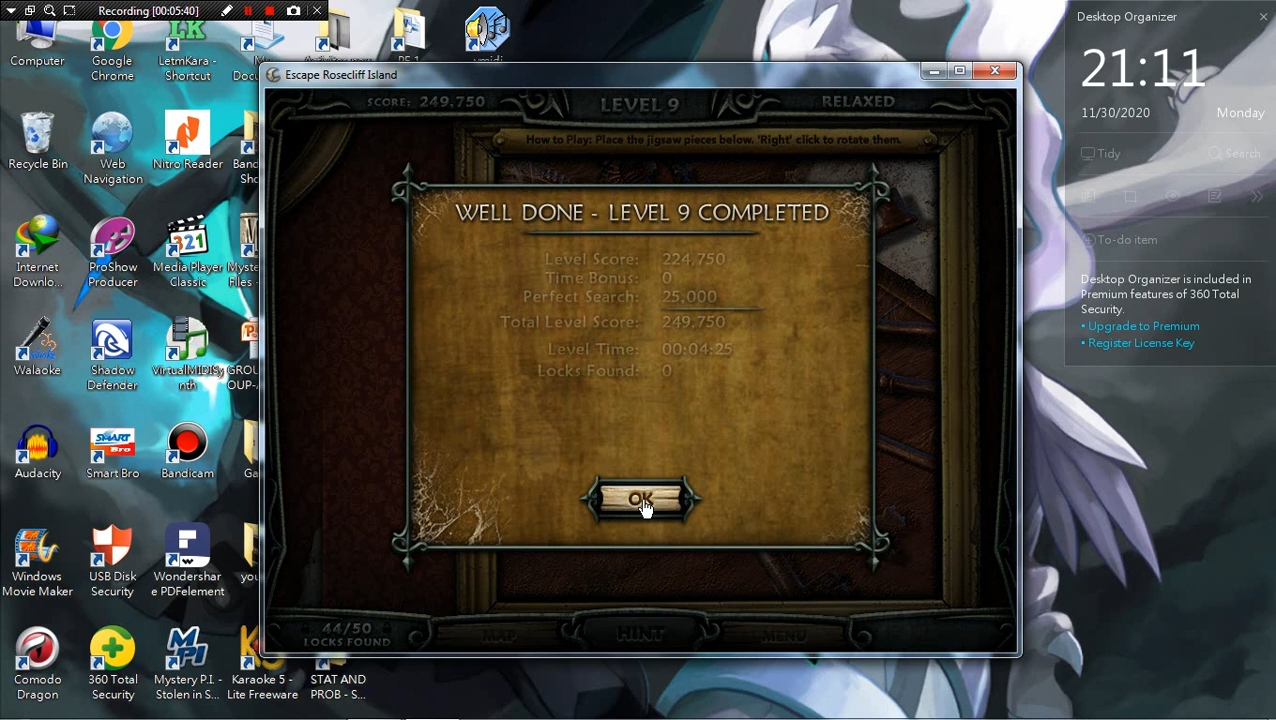 Recording [00:05:40]
Computer
Google
Chrome
LetmKara -
Shortcut
Recycle Bin
Web
Navigation
Nitro Reader
Internet
Downlo...
ProShow
Producer
Media Player
Classic
Walaoke
Shadow
Defender
VirtualMIDISy
nth
Audacity
Smart Bro
Bandicam
Windows
Movie Maker
USB Disk
Security
Wondershar
e PDFelement
Comodo
Dragon
360 Total
Security
Mystery P.I. -
Stolen in S...
Karaoke 5 -
Lite Freeware
STAT AND
PROB - S...
Escape Rosecliff Island
SCORE: 249,750
LEVEL 9
RELAXED
How to Play: Place the jigsaw pieces below. 'Right' click to rotate them.
WELL DONE - LEVEL 9 COMPLETED
Level Score: 224,750
Time Bonus: 0
Perfect Search: 25,000
Total Level Score: 249,750
Level Time: 00:04:25
Locks Found: 0
OK
44/50
LOCKS FOUND
MAP
HINT
MENU
Desktop Organizer
21:11
11/30/2020 Monday
Tidy
Search
To-do item
Desktop Organizer is included in
Premium features of 360 Total
Security.
• Upgrade to Premium
• Register License Key